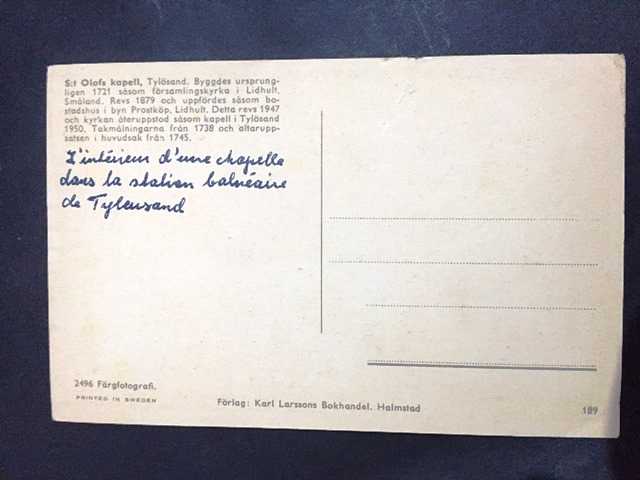 S:t Olofs kapell, Tylösand. Byggdes ursprung-
ligen 1721 såsom församlingskyrka i Lidhult,
Småland. Revs 1879 och uppfördes såsom bo-
stadshus i byn Prostköp, Lidhult. Detta revs 1947
och kyrkan återuppstod såsom kapell i Tylösand
1950. Takmålningarna från 1738 och altarupp-
satsen i huvudsak från 1745.
L'intérieur d'une chapelle
dans la station balnéaire
de Tyleusand
2496 Färgfotografi.
PRINTED IN SWEDEN
Förlag: Karl Larssons Bokhandel. Halmstad
189